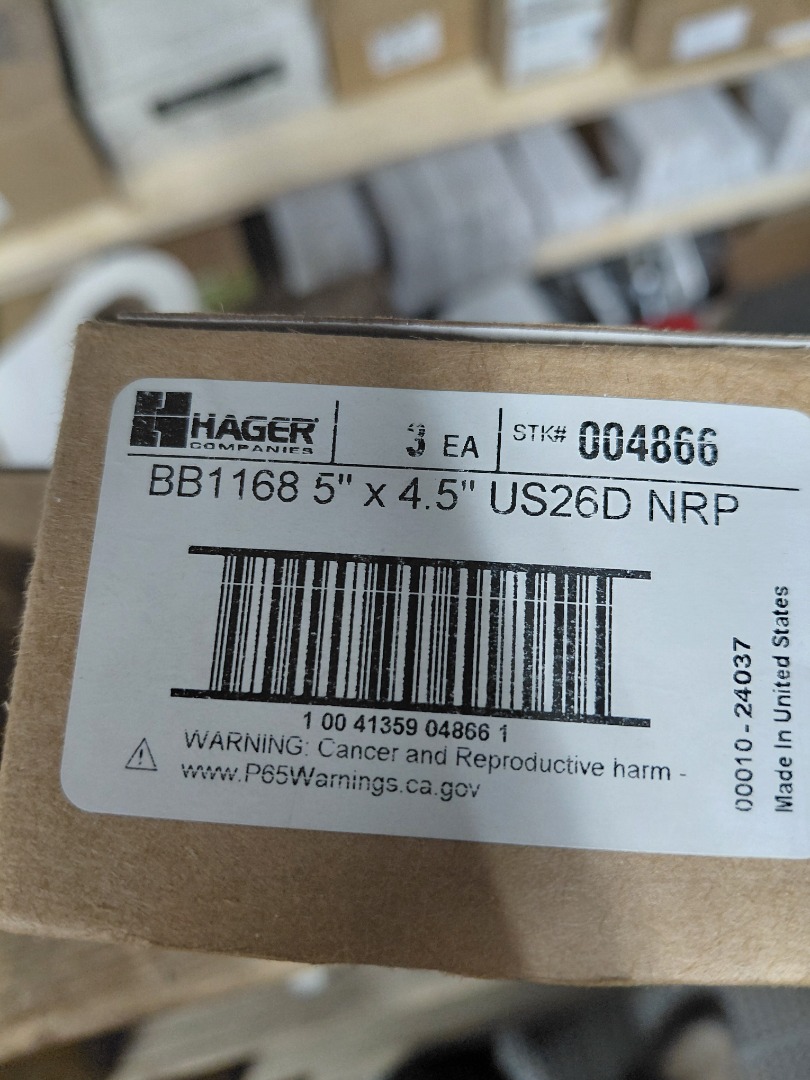 HAGER
COMPANIES
3 EA
STK# 004866
BB1168 5" x 4.5" US26D NRP
1 00 41359 04866 1
WARNING: Cancer and Reproductive harm -
www.P65Warnings.ca.gov
00010 - 24037
Made In United States